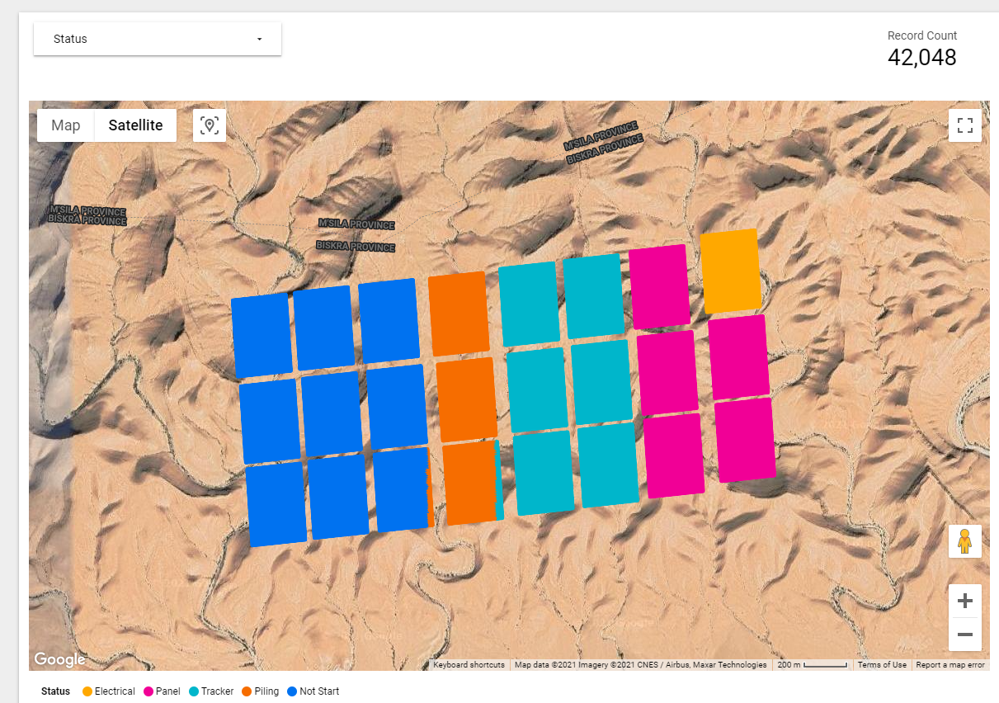 Status
Record Count
42,048
Map
Satellite
M'SILA PROVINCE
BISKRA PROVINCE
M'SILA PROVINCE
BISKRA PROVINCE
M'SILA PROVINCE
BISKRA PROVINCE
Google
Keyboard shortcuts
Map data ©2021 Imagery ©2021 CNES / Airbus, Maxar Technologies
200 m
Terms of Use
Report a map error
Status Electrical Panel Tracker Piling Not Start